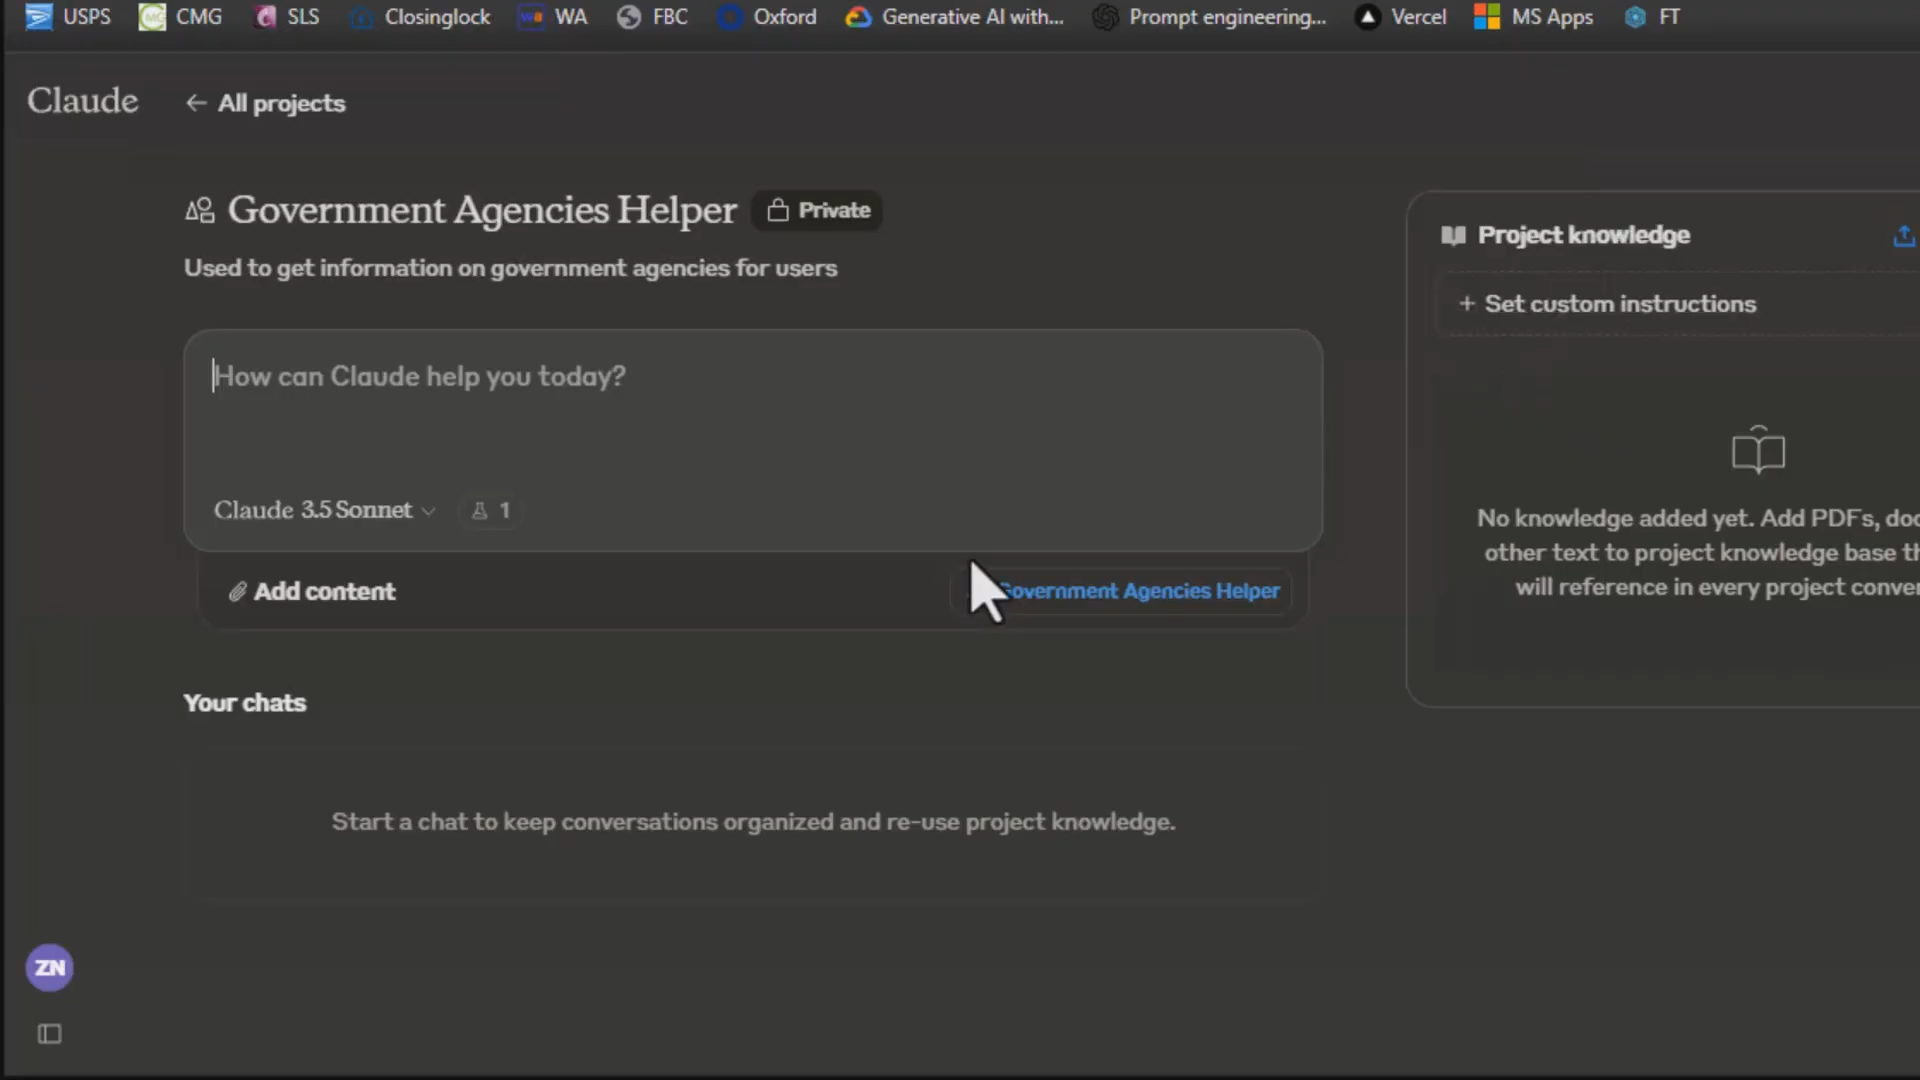 USPS CMG SLS Closinglock WA FBC Oxford Generative AI with... Prompt engineering... Vercel MS Apps FT
Claude ← All projects
Government Agencies Helper Private
Used to get information on government agencies for users
How can Claude help you today?
Claude 3.5 Sonnet 1
Add content Government Agencies Helper
Your chats
Start a chat to keep conversations organized and re-use project knowledge.
ZN
Project knowledge
+ Set custom instructions
No knowledge added yet. Add PDFs,
other text to project knowledge base
will reference in every project